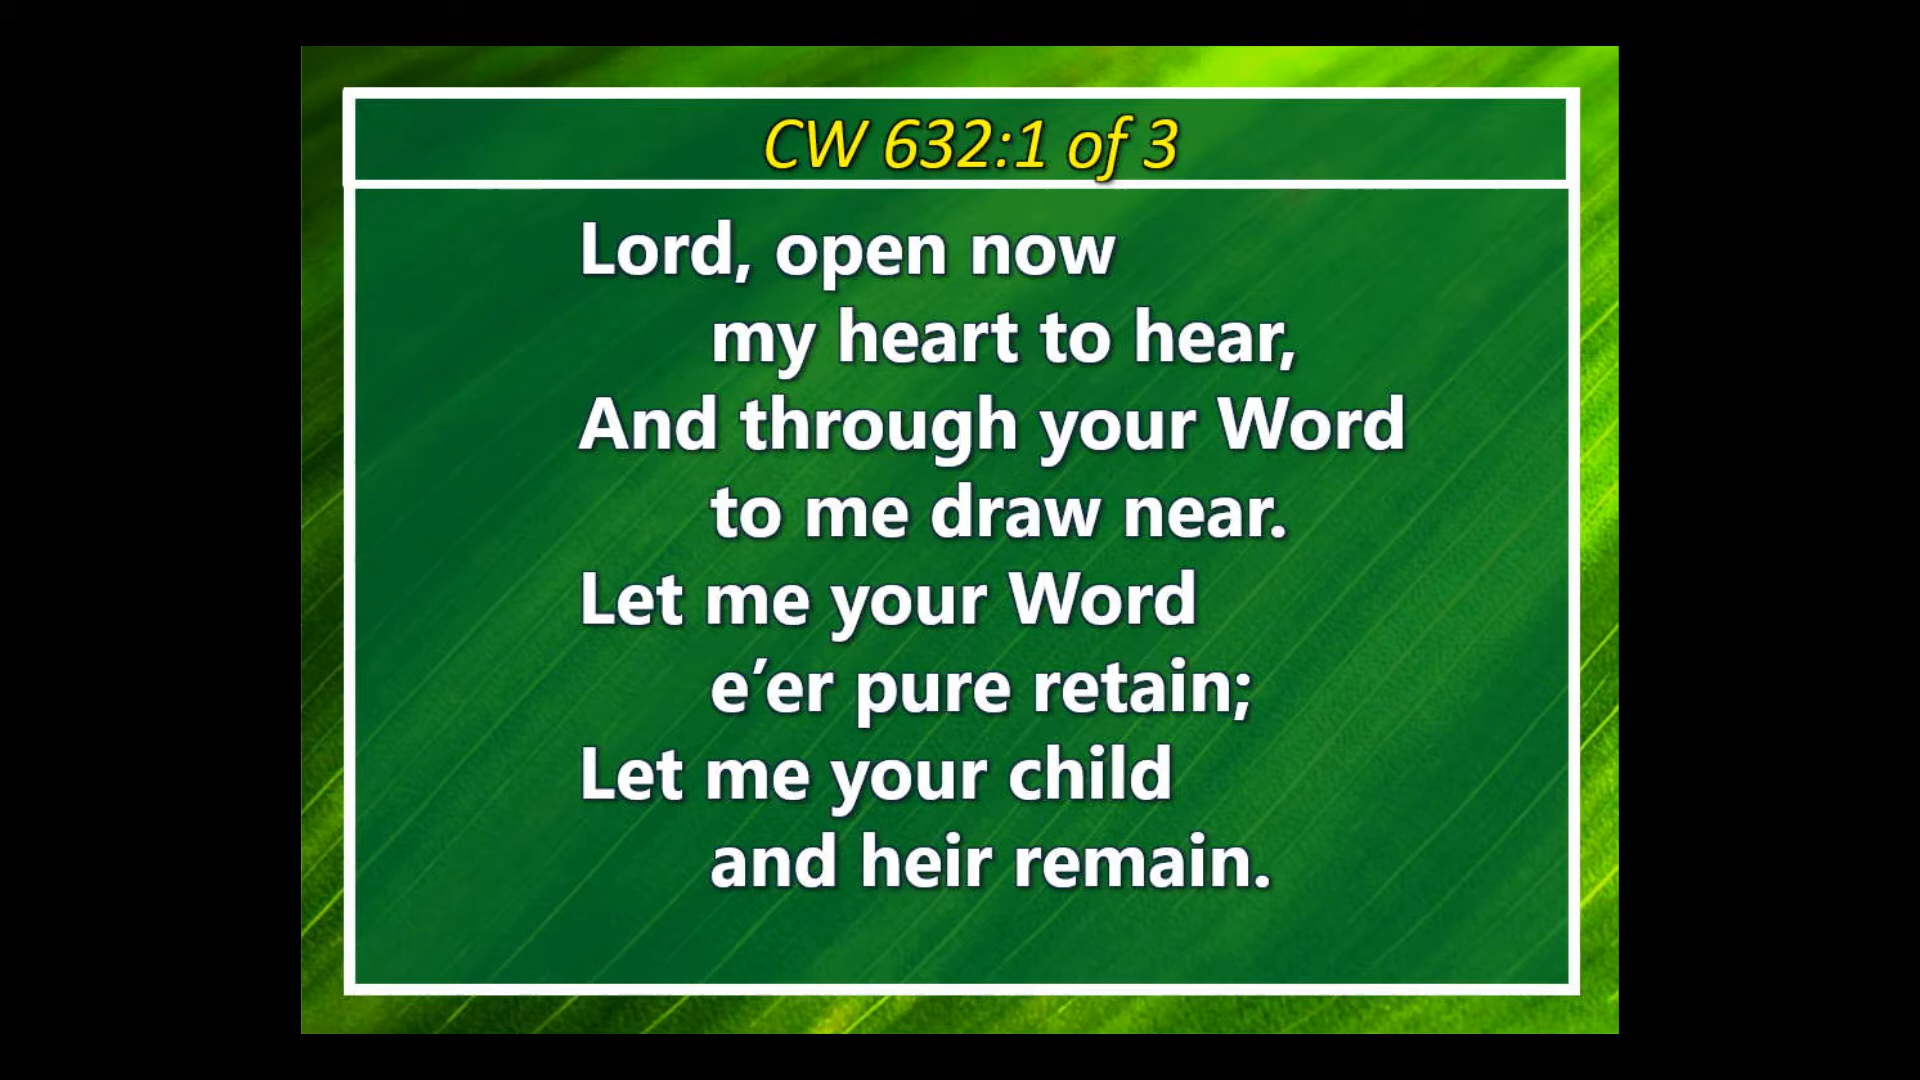 CW 632:1 of 3
Lord, open now
my heart to hear,
And through your Word
to me draw near.
Let me your Word
e’er pure retain;
Let me your child
and heir remain.